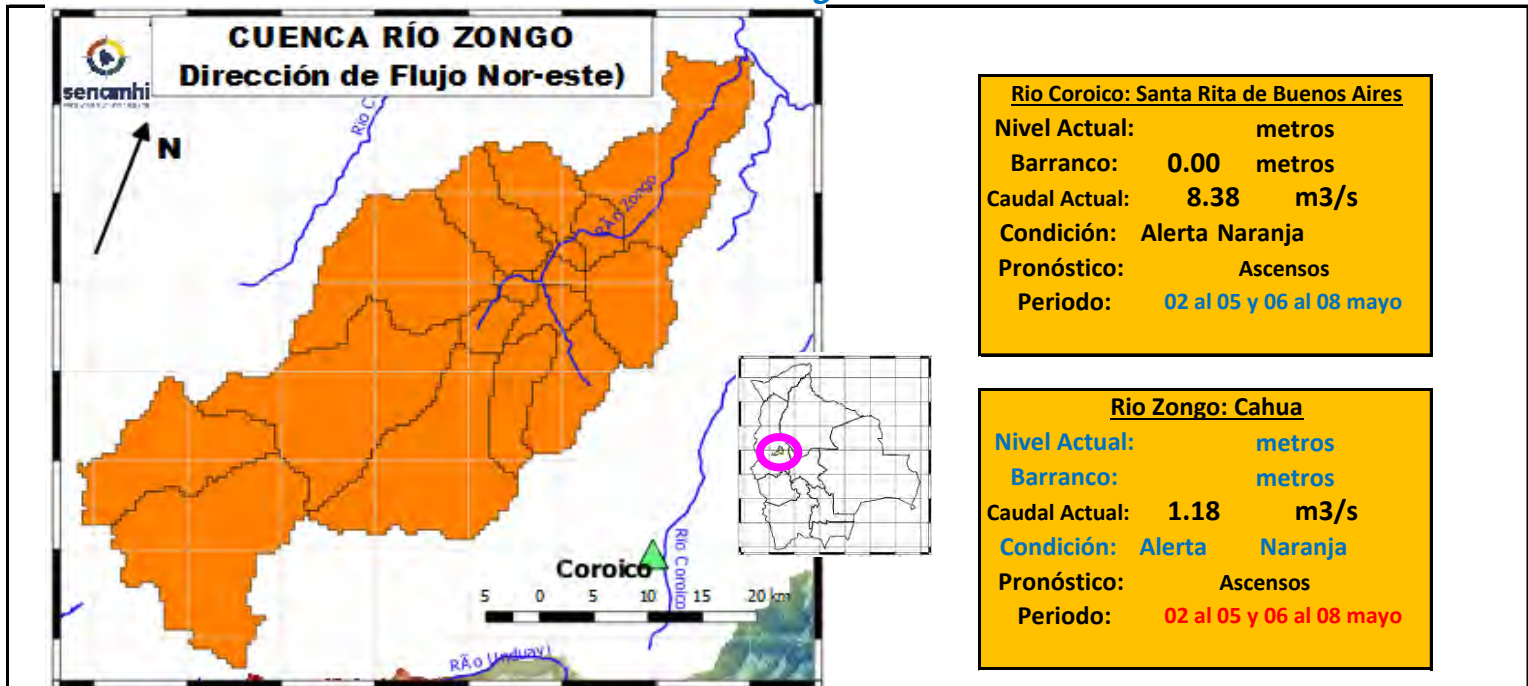 CUENCA RÍO ZONGO
Dirección de Flujo Nor-este)
senamhi
N
Río C
RÃo Zongo
Coroico
Río Coroico
5 0 5 10 15 20 km
RÃo Unduavi
Rio Coroico: Santa Rita de Buenos Aires
Nivel Actual: metros
Barranco: 0.00 metros
Caudal Actual: 8.38 m3/s
Condición: Alerta Naranja
Pronóstico: Ascensos
Periodo: 02 al 05 y 06 al 08 mayo
Rio Zongo: Cahua
Nivel Actual: metros
Barranco: metros
Caudal Actual: 1.18 m3/s
Condición: Alerta Naranja
Pronóstico: Ascensos
Periodo: 02 al 05 y 06 al 08 mayo